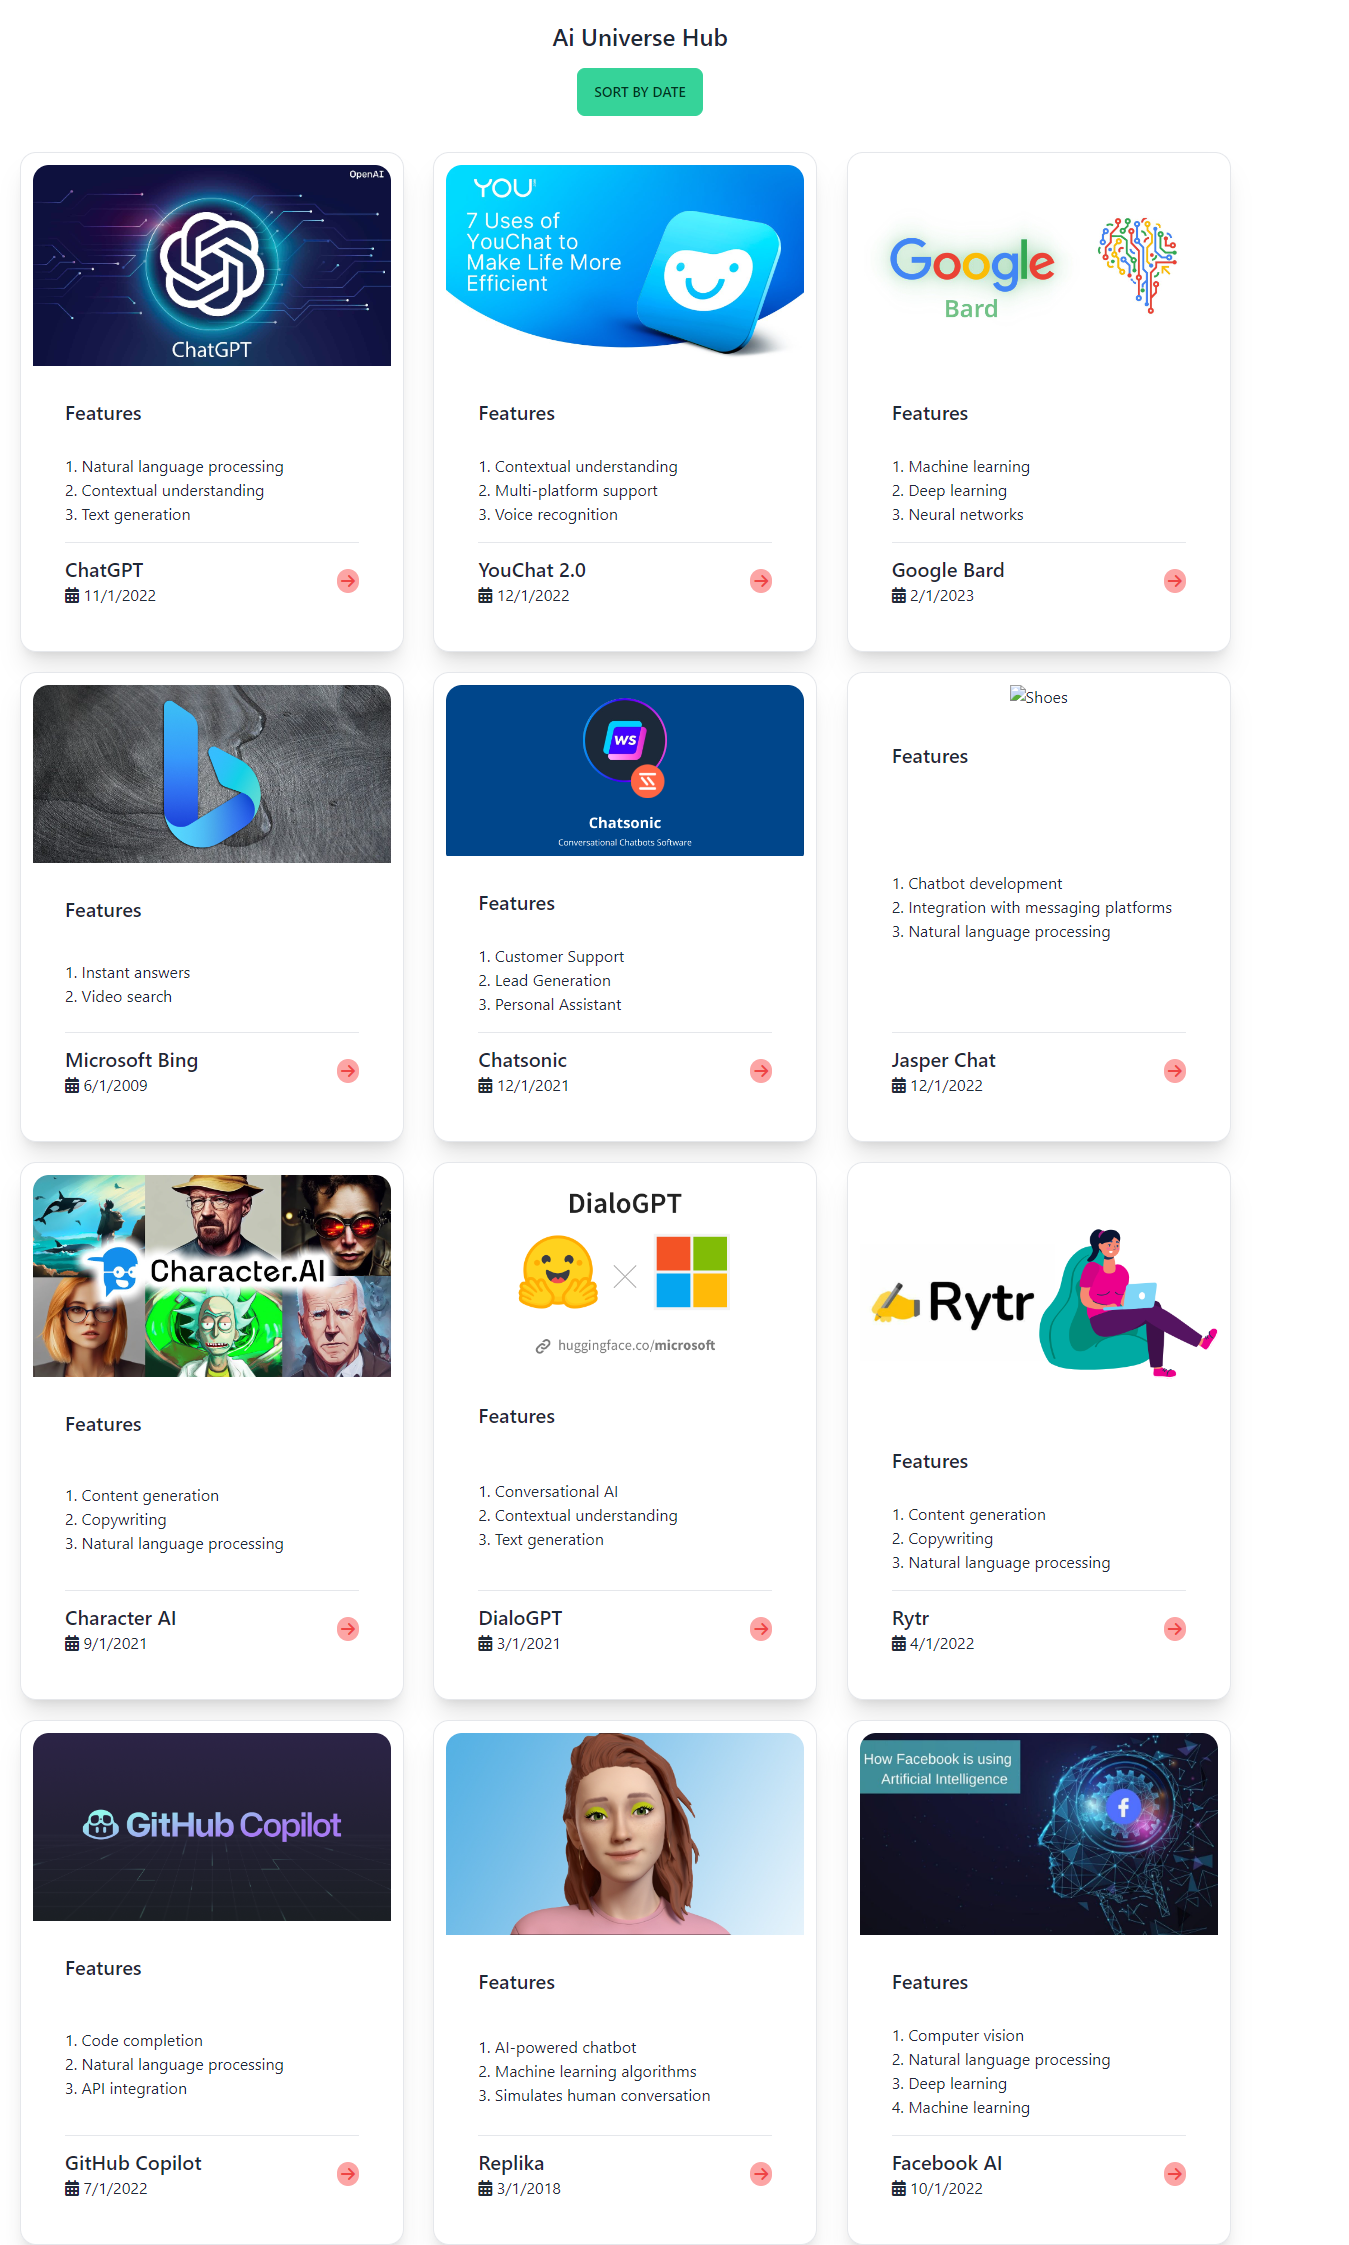 Ai Universe Hub
SORT BY DATE
OpenAI
ChatGPT
Features
1. Natural language processing
2. Contextual understanding
3. Text generation
ChatGPT
11/1/2022
YOU
7 Uses of
YouChat to
Make Life More
Efficient
Features
1. Contextual understanding
2. Multi-platform support
3. Voice recognition
YouChat 2.0
12/1/2022
Google
Bard
Features
1. Machine learning
2. Deep learning
3. Neural networks
Google Bard
2/1/2023
Features
1. Instant answers
2. Video search
Microsoft Bing
6/1/2009
WS
Chatsonic
Conversational Chatbots Software
Features
1. Customer Support
2. Lead Generation
3. Personal Assistant
Chatsonic
12/1/2021
Shoes
Features
1. Chatbot development
2. Integration with messaging platforms
3. Natural language processing
Jasper Chat
12/1/2022
Character.AI
Features
1. Content generation
2. Copywriting
3. Natural language processing
Character AI
9/1/2021
DialoGPT
huggingface.co/microsoft
Features
1. Conversational AI
2. Contextual understanding
3. Text generation
DialoGPT
3/1/2021
Rytr
Features
1. Content generation
2. Copywriting
3. Natural language processing
Rytr
4/1/2022
GitHub Copilot
Features
1. Code completion
2. Natural language processing
3. API integration
GitHub Copilot
7/1/2022
Features
1. AI-powered chatbot
2. Machine learning algorithms
3. Simulates human conversation
Replika
3/1/2018
How Facebook is using
Artificial Intelligence
f
Features
1. Computer vision
2. Natural language processing
3. Deep learning
4. Machine learning
Facebook AI
10/1/2022